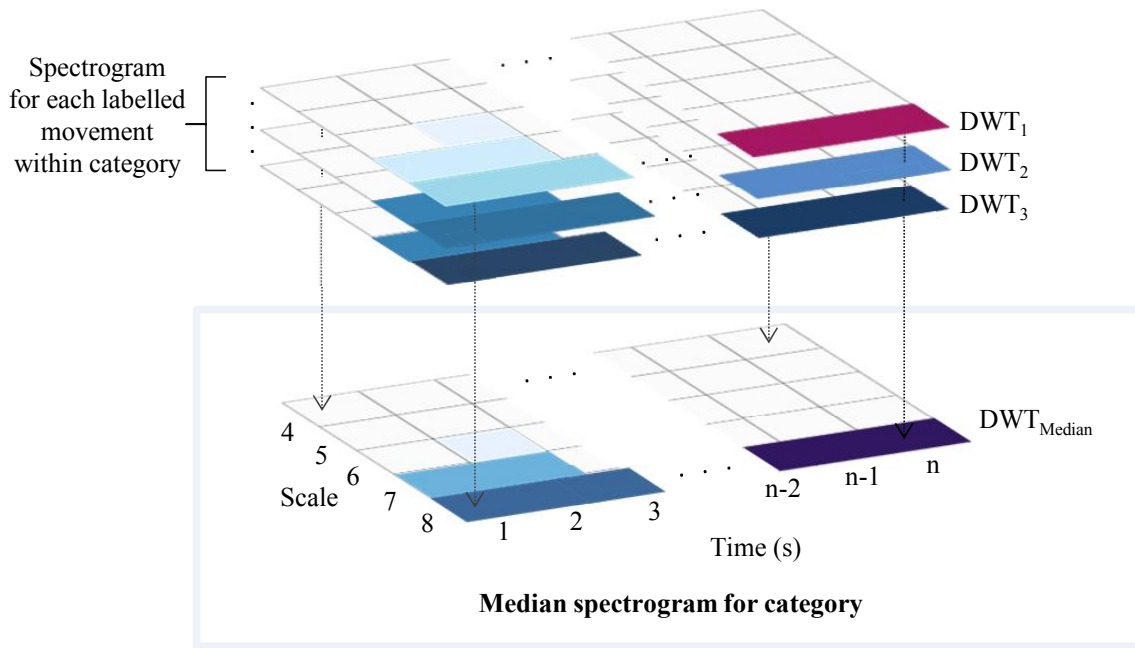 Spectrogram
for each labelled
movement
within category
. . .
DWT1
DWT2
DWT3
. . .
. . .
. . .
. . .
DWTMedian
4
5
6
7
8
Scale
1
2
3
. . .
n-2
n-1
n
Time (s)
Median spectrogram for category